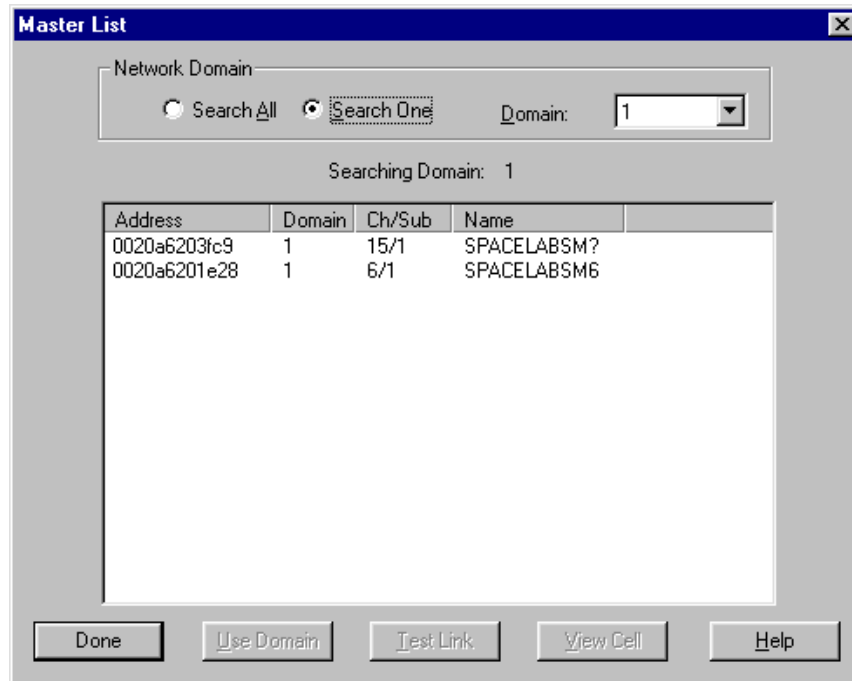 Master List
Network Domain
Search All Search One Domain: 1
Searching Domain: 1
Address Domain Ch/Sub Name
0020a6203fc9 1 15/1 SPACELABSM?
0020a6201e28 1 6/1 SPACELABSM6
Done Use Domain Test Link View Cell Help